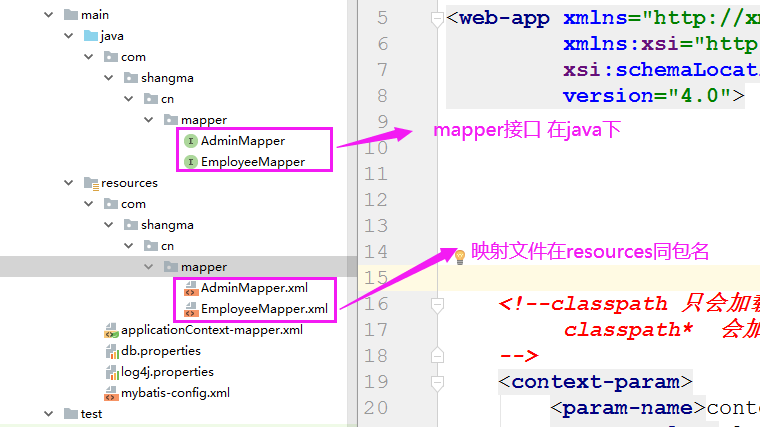 main
java
com
shangma
cn
mapper
AdminMapper
EmployeeMapper
resources
com
shangma
cn
mapper
AdminMapper.xml
EmployeeMapper.xml
applicationContext-mapper.xml
db.properties
log4j.properties
mybatis-config.xml
test
5 <web-app xmlns="http://xm
6 xmlns:xsi="http
7 xsi:schemaLocati
8 version="4.0">
9
mapper接口 在java下
10
11
12
13
14
映射文件在resources同包名
15
16 <!--classpath 只会加载
17 classpath* 会加
18 -->
19 <context-param>
20 <param-name>cont